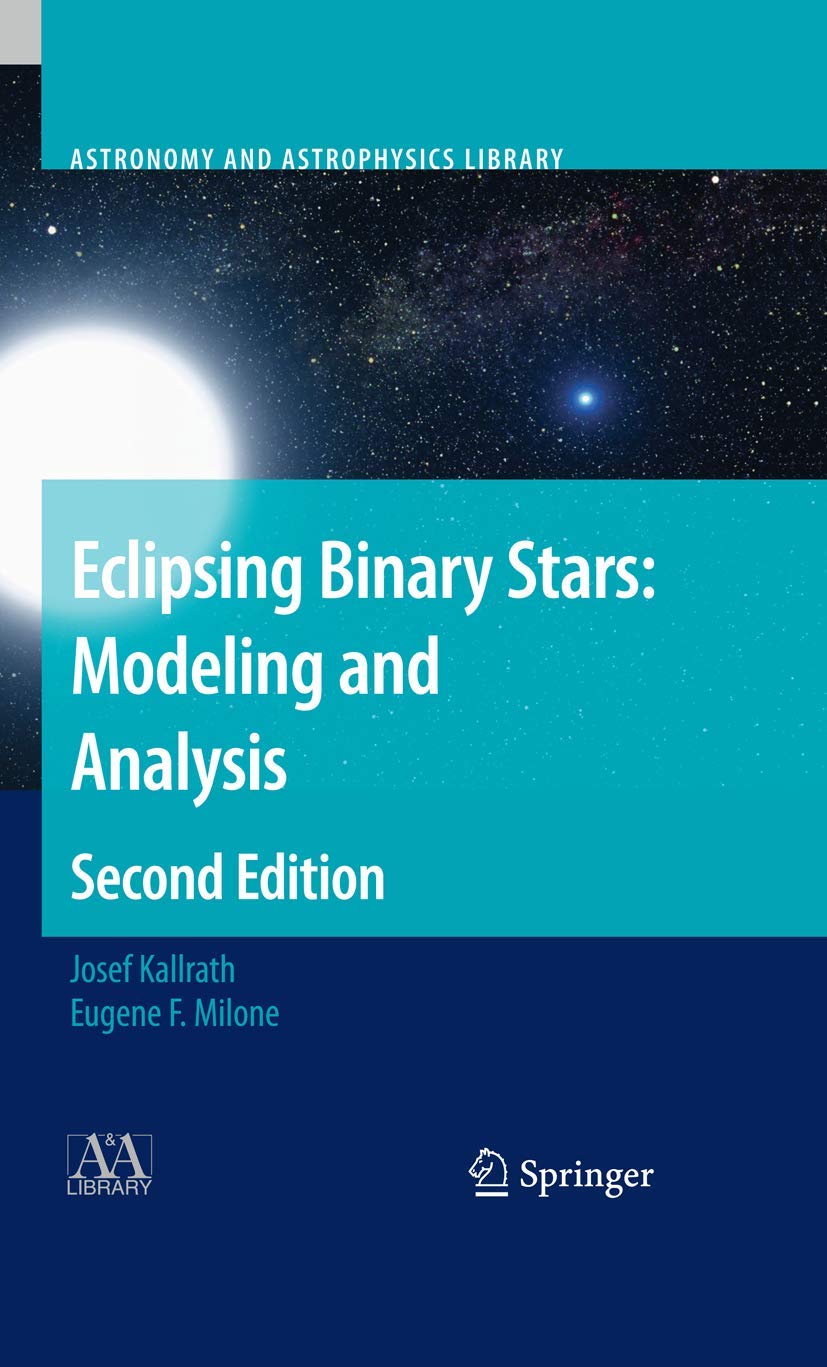 ASTRONOMY AND ASTROPHYSICS LIBRARY
Eclipsing Binary Stars:
Modeling and
Analysis
Second Edition
Josef Kallrath
Eugene F. Milone
A&A
LIBRARY
Springer